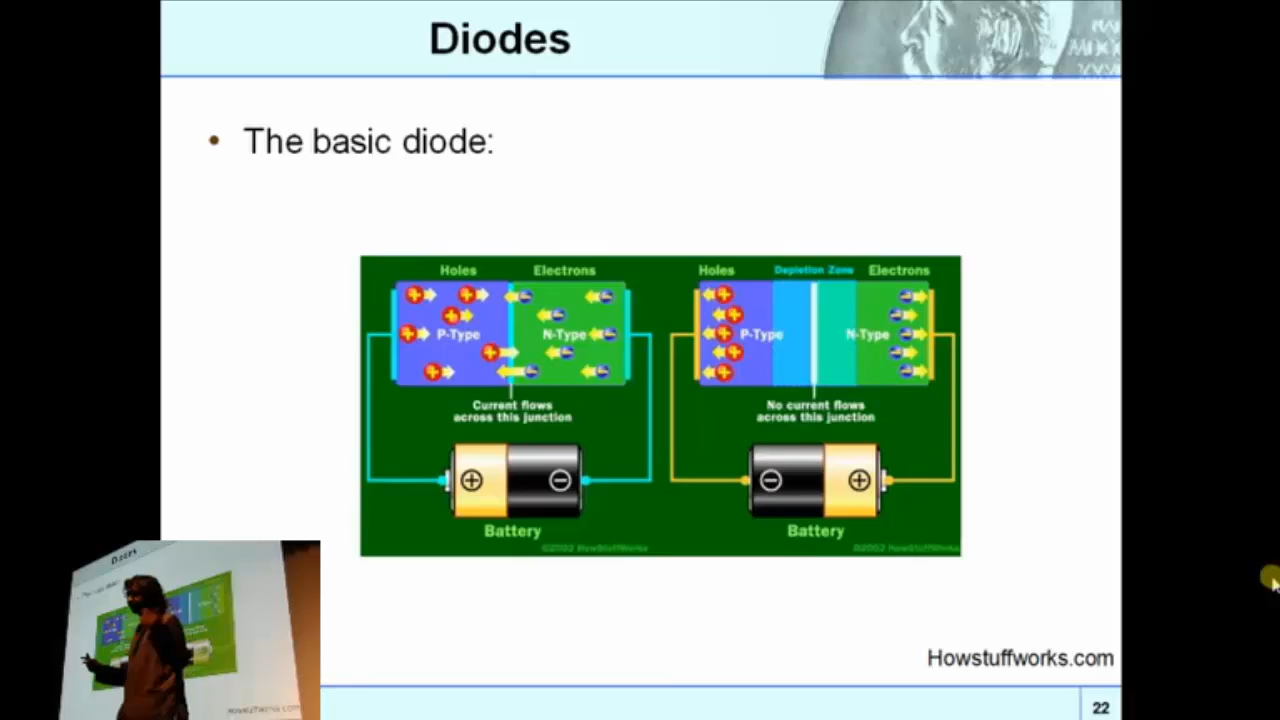 Diodes
• The basic diode:
Holes
Electrons
P-Type
N-Type
Current flows
across this junction
+
−
Battery
©2002 HowStuffWorks
Holes
Depletion Zone
Electrons
P-Type
N-Type
No current flows
across this junction
−
+
Battery
©2002 HowStuffWorks
Howstuffworks.com
22
Diodes